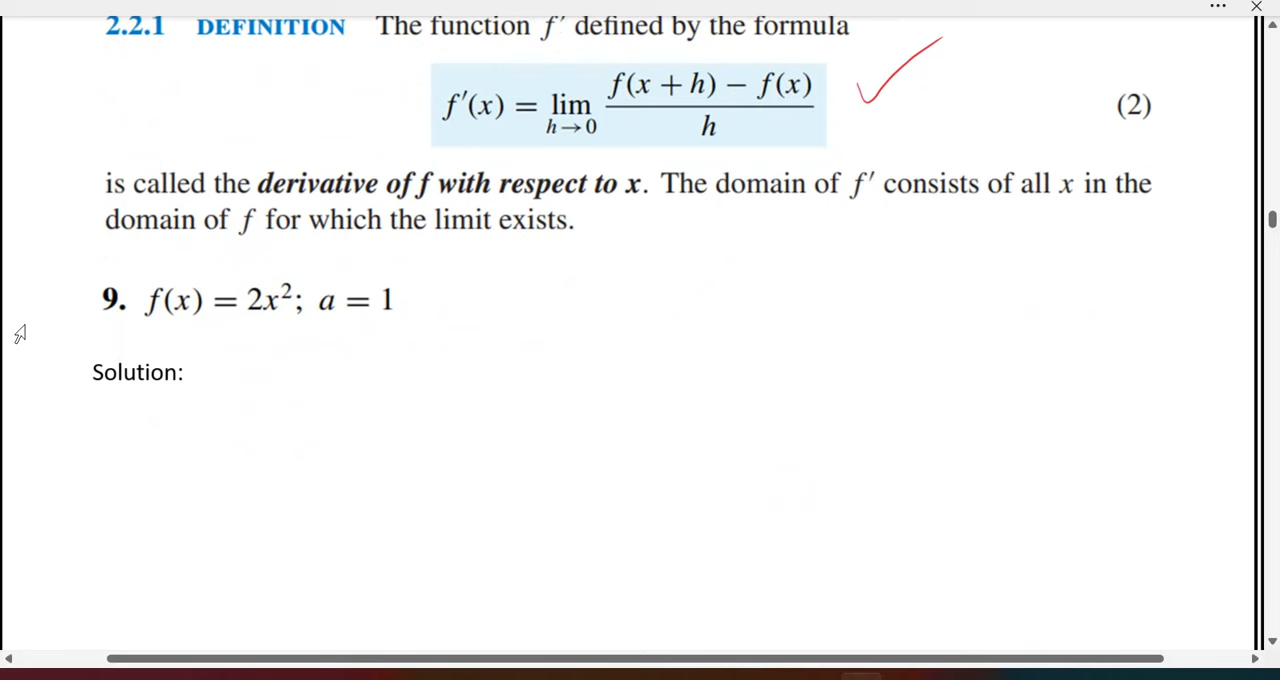 2.2.1 DEFINITION The function f′ defined by the formula
f′(x) = lim h→0 f(x + h) − f(x) / h (2)
is called the derivative of f with respect to x. The domain of f′ consists of all x in the
domain of f for which the limit exists.
9. f(x) = 2x²; a = 1
Solution: